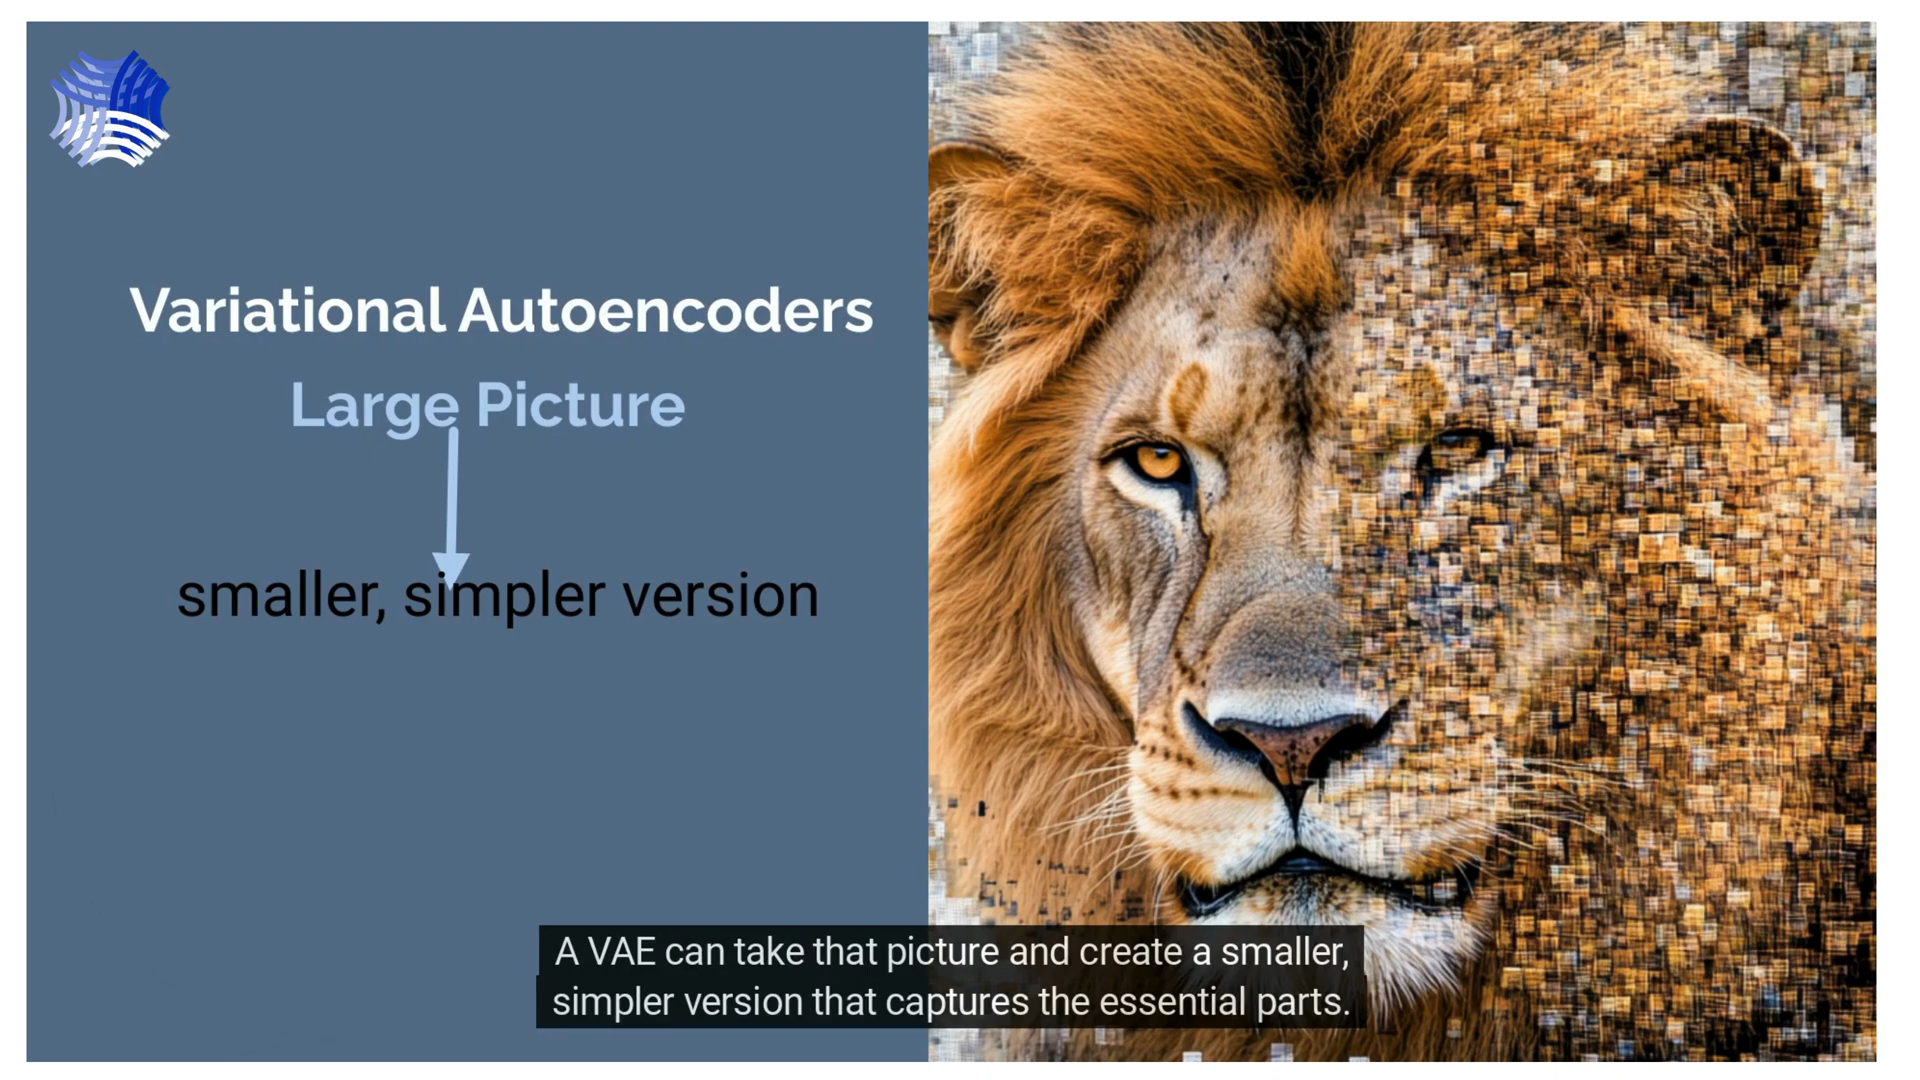 Variational Autoencoders
Large Picture
smaller, simpler version
A VAE can take that picture and create a smaller,
simpler version that captures the essential parts.